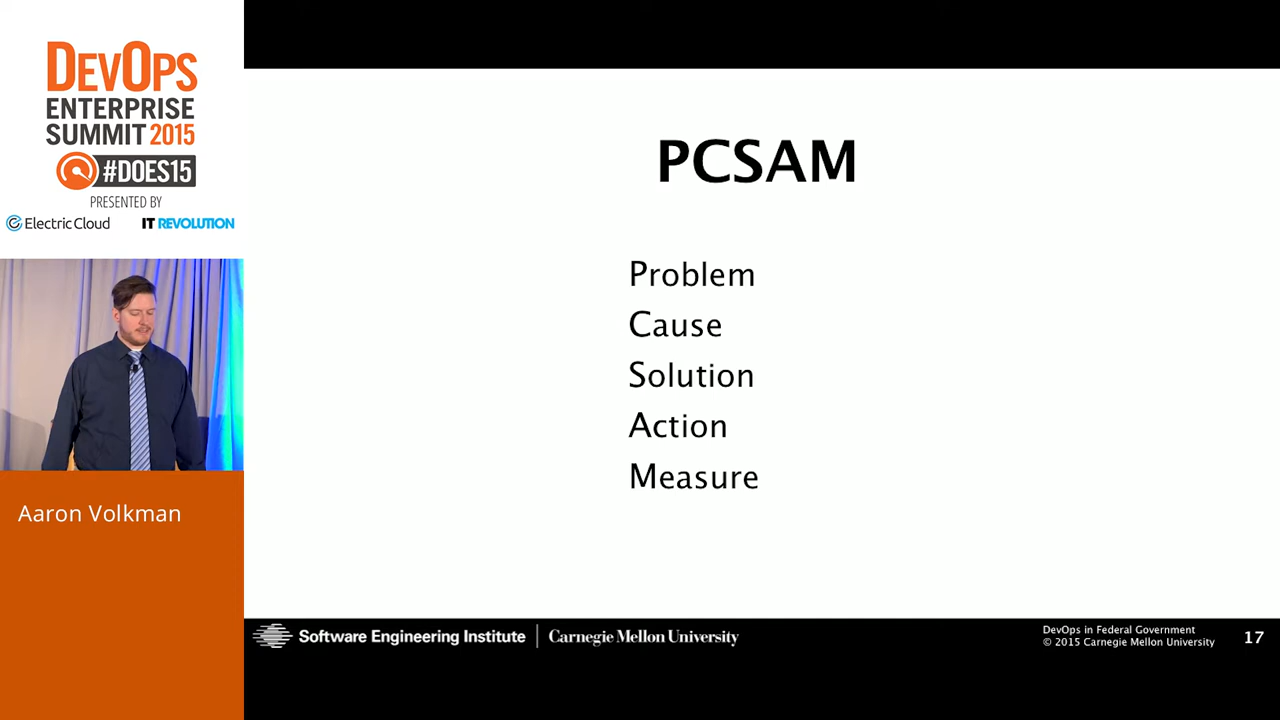 DEVOPS
ENTERPRISE
SUMMIT 2015
#DOES15
PRESENTED BY
Electric Cloud
IT REVOLUTION
Aaron Volkman
PCSAM
Problem
Cause
Solution
Action
Measure
Software Engineering Institute
Carnegie Mellon University
DevOps in Federal Government
© 2015 Carnegie Mellon University
17